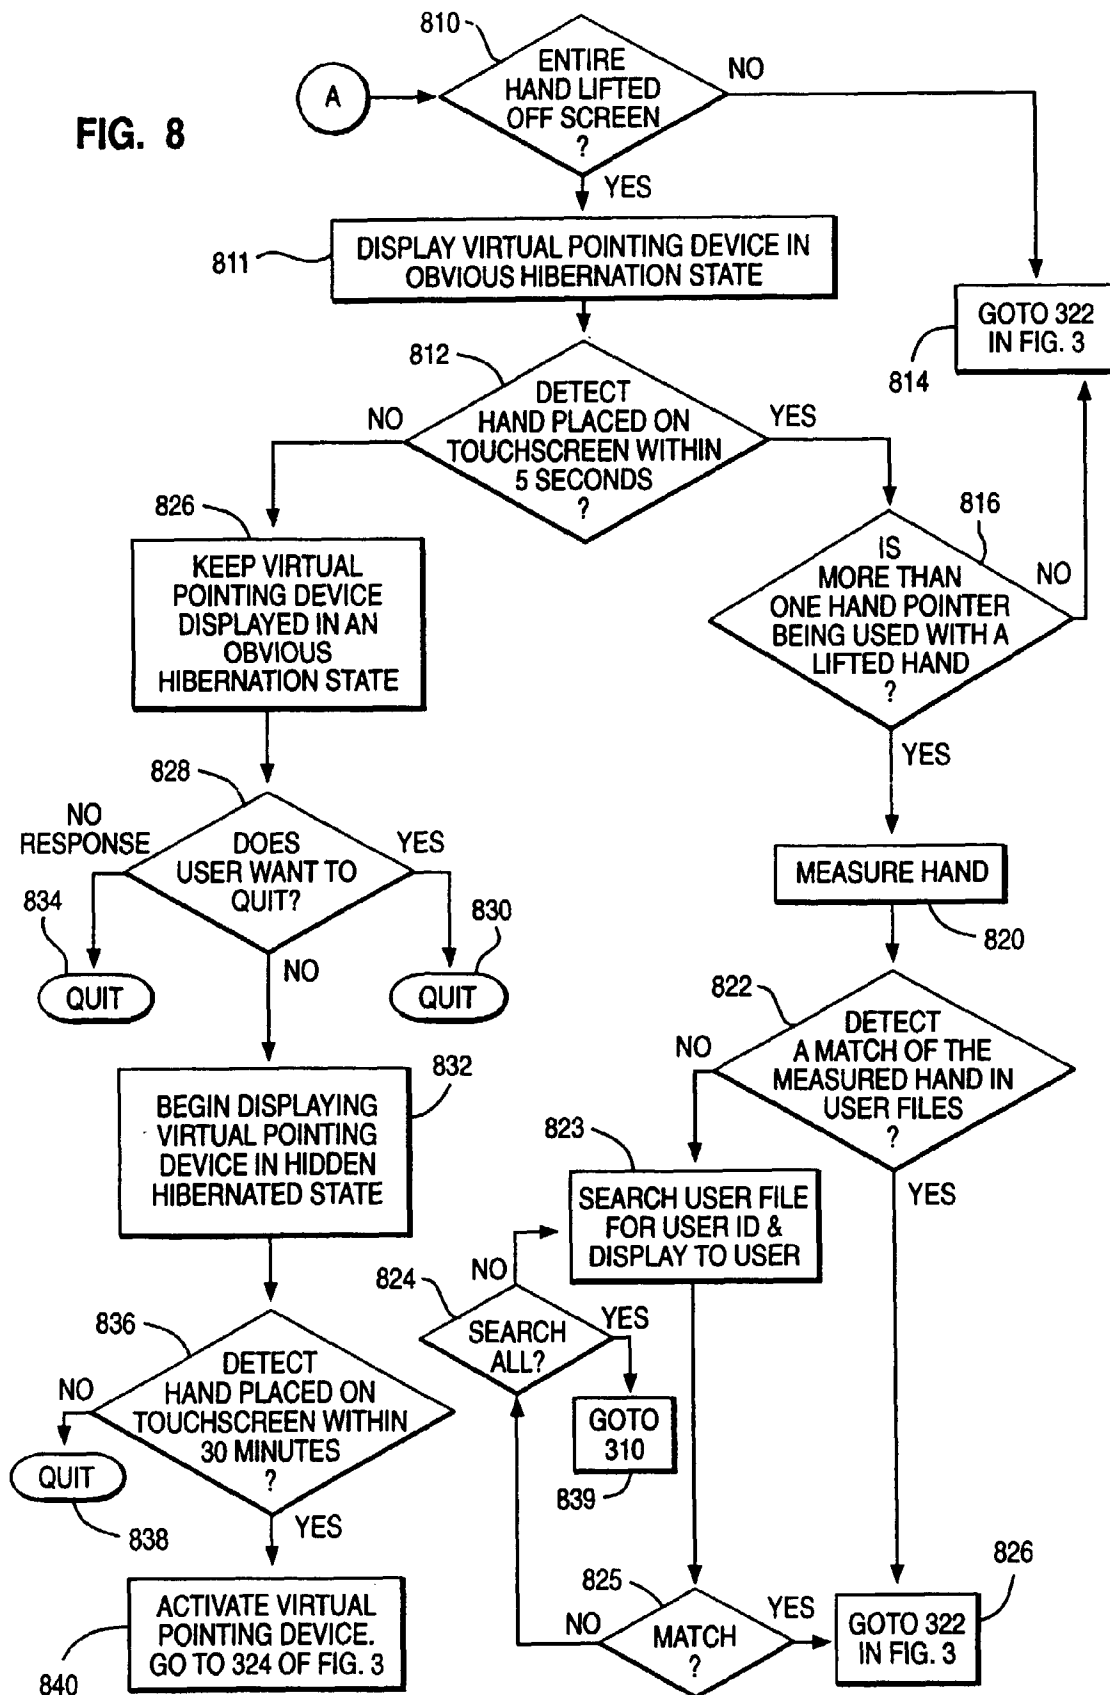 FIG. 8
A
810
ENTIRE
HAND LIFTED
OFF SCREEN
?
NO
YES
811
DISPLAY VIRTUAL POINTING DEVICE IN
OBVIOUS HIBERNATION STATE
GOTO 322
IN FIG. 3
814
812
DETECT
HAND PLACED ON
TOUCHSCREEN WITHIN
5 SECONDS
?
NO
YES
826
KEEP VIRTUAL
POINTING DEVICE
DISPLAYED IN AN
OBVIOUS
HIBERNATION STATE
816
IS
MORE THAN
ONE HAND POINTER
BEING USED WITH A
LIFTED HAND
?
NO
YES
828
DOES
USER WANT TO
QUIT?
NO
RESPONSE
YES
834
QUIT
830
QUIT
NO
MEASURE HAND
820
822
DETECT
A MATCH OF THE
MEASURED HAND IN
USER FILES
?
NO
YES
832
BEGIN DISPLAYING
VIRTUAL POINTING
DEVICE IN HIDDEN
HIBERNATED STATE
823
SEARCH USER FILE
FOR USER ID &
DISPLAY TO USER
824
NO
SEARCH
ALL?
YES
GOTO
310
839
836
DETECT
HAND PLACED ON
TOUCHSCREEN WITHIN
30 MINUTES
?
NO
QUIT
838
YES
ACTIVATE VIRTUAL
POINTING DEVICE.
GO TO 324 OF FIG. 3
840
825
MATCH
?
NO
YES
GOTO 322
IN FIG. 3
826